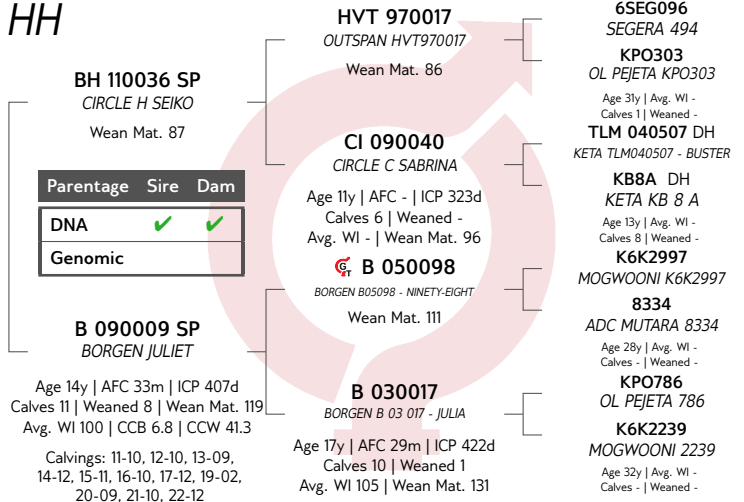 HH
BH 110036 SP
CIRCLE H SEIKO
Wean Mat. 87
Parentage Sire Dam
DNA ✔ ✔
Genomic
B 090009 SP
BORGEN JULIET
Age 14y | AFC 33m | ICP 407d
Calves 11 | Weaned 8 | Wean Mat. 119
Avg. WI 100 | CCB 6.8 | CCW 41.3
Calvings: 11-10, 12-10, 13-09,
14-12, 15-11, 16-10, 17-12, 19-02,
20-09, 21-10, 22-12
HVT 970017
OUTSPAN HVT970017
Wean Mat. 86
CI 090040
CIRCLE C SABRINA
Age 11y | AFC - | ICP 323d
Calves 6 | Weaned -
Avg. WI - | Wean Mat. 96
GT B 050098
BORGEN B05098 - NINETY-EIGHT
Wean Mat. 111
B 030017
BORGEN B 03 017 - JULIA
Age 17y | AFC 29m | ICP 422d
Calves 10 | Weaned 1
Avg. WI 105 | Wean Mat. 131
6SEG096
SEGERA 494
KPO303
OL PEJETA KPO303
Age 31y | Avg. WI -
Calves 1 | Weaned -
TLM 040507 DH
KETA TLM040507 - BUSTER
KB8A DH
KETA KB 8 A
Age 13y | Avg. WI -
Calves 8 | Weaned -
K6K2997
MOGWOONI K6K2997
8334
ADC MUTARA 8334
Age 28y | Avg. WI -
Calves - | Weaned -
KPO786
OL PEJETA 786
K6K2239
MOGWOONI 2239
Age 32y | Avg. WI -
Calves - | Weaned -